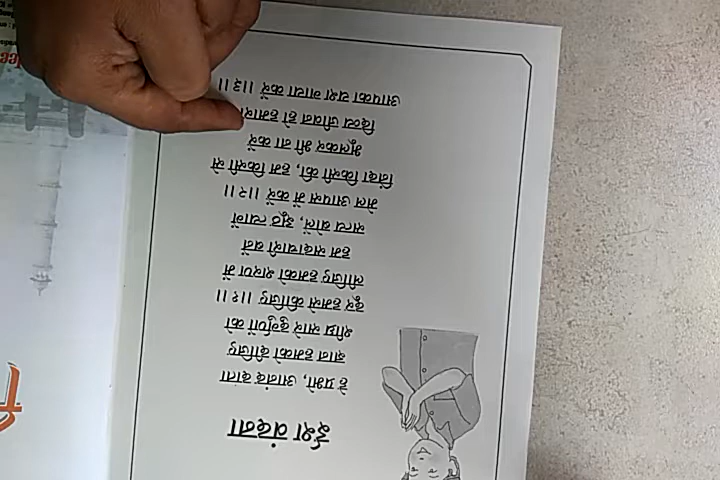 ईश वंदना
हे प्रभो, आनंद दाता
ज्ञान हमको दीजिए
शीघ्र सारे दुर्गुणों को
दूर हमसे कीजिए ।।१।।
लीजिए हमको शरण में
हम सदाचारी बनें
सत्य बोलें, झूठ त्यागें
मेल आपस में करें ।।२।।
निंदा किसी की, हम किसी से
भूलकर भी ना करें
दिव्य जीवन हो हमारा
आपका यश गाया करें ।।३।।